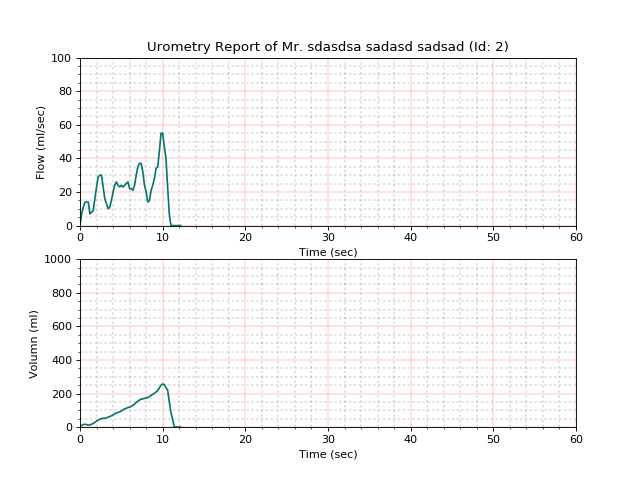 Urometry Report of Mr. sdasdsa sadasd sadsad (Id: 2)
100
80
60
40
20
0
Flow (ml/sec)
0 10 20 30 40 50 60
Time (sec)
1000
800
600
400
200
0
Volumn (ml)
0 10 20 30 40 50 60
Time (sec)